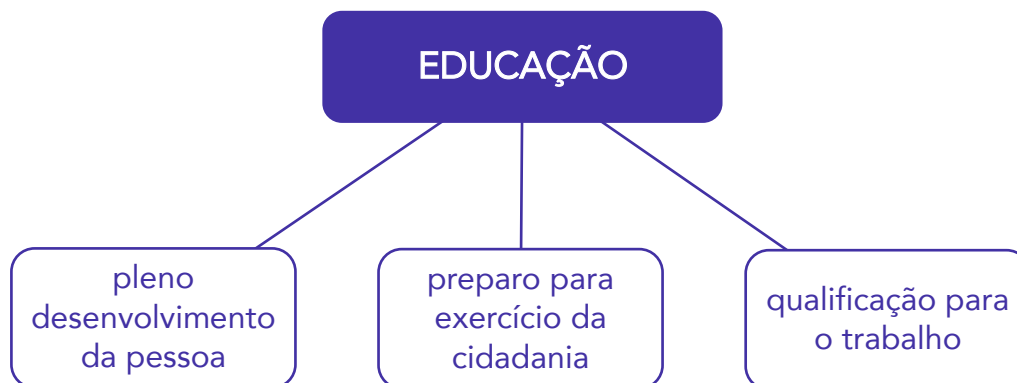 EDUCAÇÃO
pleno
desenvolvimento
da pessoa
preparo para
exercício da
cidadania
qualificação para
o trabalho